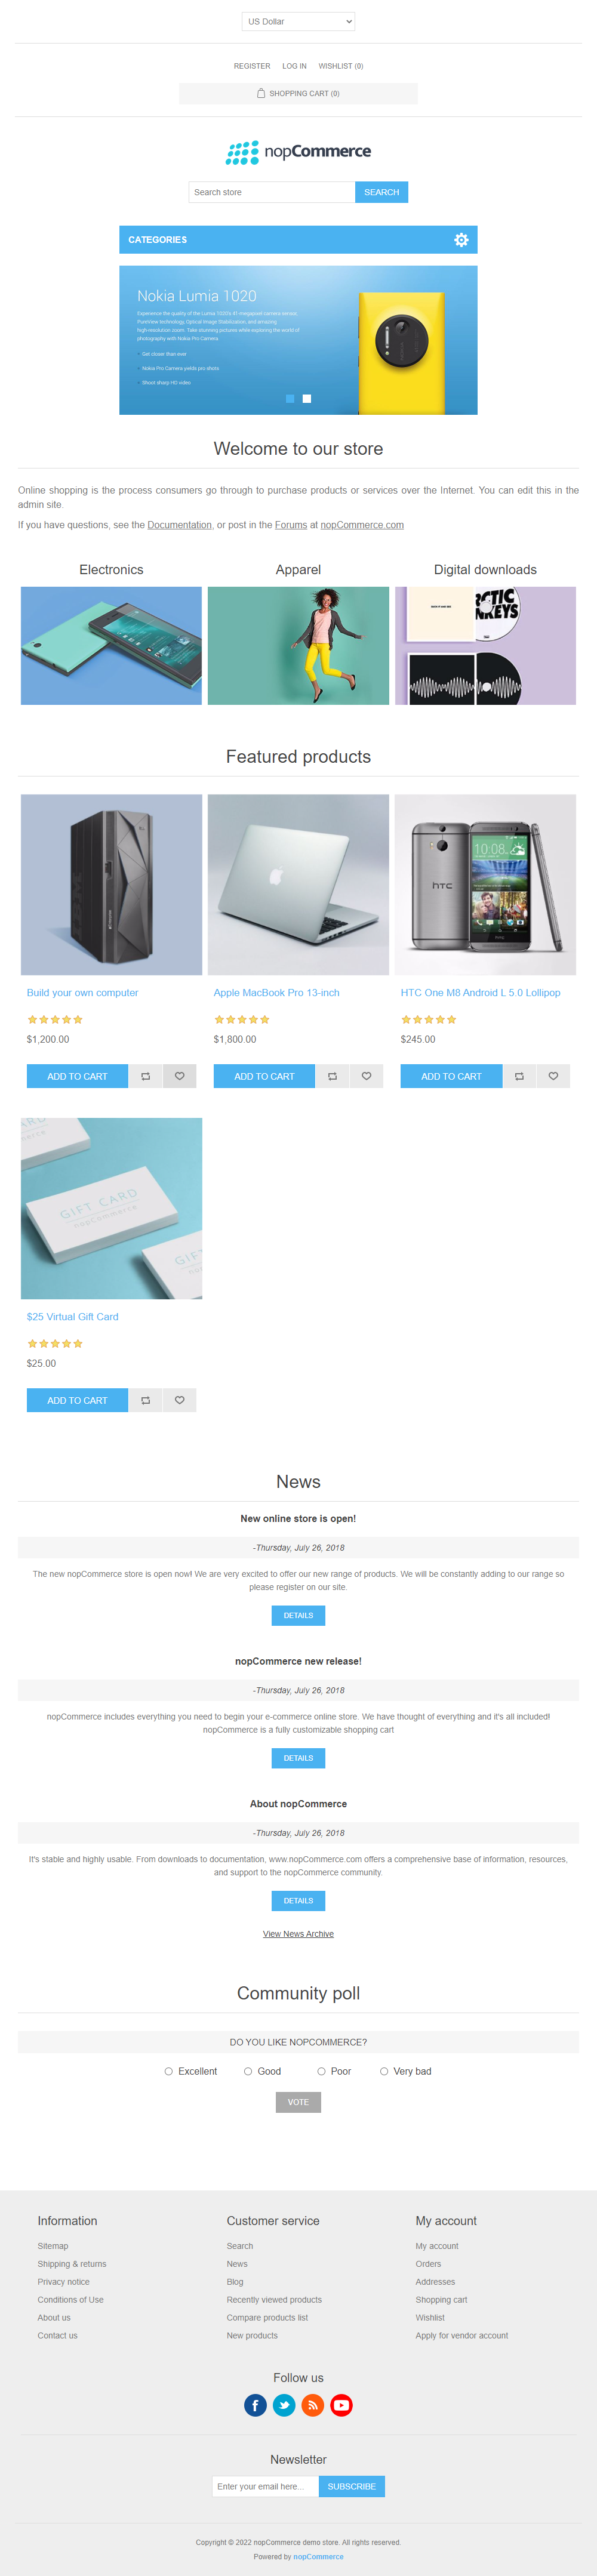 US Dollar
REGISTER LOG IN WISHLIST (0)
SHOPPING CART (0)
nopCommerce
Search store SEARCH
CATEGORIES
Nokia Lumia 1020
Experience the quality of the Lumia 1020's 41-megapixel camera sensor,
PureView technology, Optical Image Stabilization, and amazing
high-resolution zoom. Take stunning pictures while exploring the world of
photography with Nokia Pro Camera.
Get closer than ever
Nokia Pro Camera yields pro shots
Shoot sharp HD video
Welcome to our store
Online shopping is the process consumers go through to purchase products or services over the Internet. You can edit this in the
admin site.
If you have questions, see the Documentation, or post in the Forums at nopCommerce.com
Electronics Apparel Digital downloads
Featured products
hTC
10:10
Build your own computer
Apple MacBook Pro 13-inch
HTC One M8 Android L 5.0 Lollipop
$1,200.00
$1,800.00
$245.00
ADD TO CART
ADD TO CART
ADD TO CART
GIFT CARD
nopCommerce
$25 Virtual Gift Card
$25.00
ADD TO CART
News
New online store is open!
-Thursday, July 26, 2018
The new nopCommerce store is open now! We are very excited to offer our new range of products. We will be constantly adding to our range so
please register on our site.
DETAILS
nopCommerce new release!
-Thursday, July 26, 2018
nopCommerce includes everything you need to begin your e-commerce online store. We have thought of everything and it's all included!
nopCommerce is a fully customizable shopping cart
DETAILS
About nopCommerce
-Thursday, July 26, 2018
It's stable and highly usable. From downloads to documentation, www.nopCommerce.com offers a comprehensive base of information, resources,
and support to the nopCommerce community.
DETAILS
View News Archive
Community poll
DO YOU LIKE NOPCOMMERCE?
Excellent Good Poor Very bad
VOTE
Information
Sitemap
Shipping & returns
Privacy notice
Conditions of Use
About us
Contact us
Customer service
Search
News
Blog
Recently viewed products
Compare products list
New products
My account
My account
Orders
Addresses
Shopping cart
Wishlist
Apply for vendor account
Follow us
Newsletter
Enter your email here... SUBSCRIBE
Copyright © 2022 nopCommerce demo store. All rights reserved.
Powered by nopCommerce